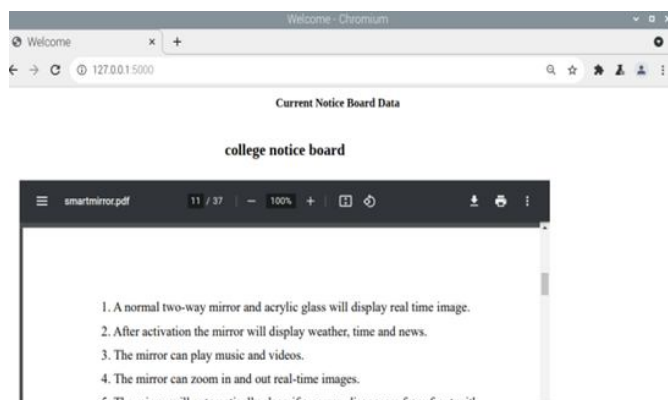 Welcome - Chromium
Welcome
127.0.0.1:5000
Current Notice Board Data
college notice board
smartmirror.pdf 11 / 37 100%
1. A normal two-way mirror and acrylic glass will display real time image.
2. After activation the mirror will display weather, time and news.
3. The mirror can play music and videos.
4. The mirror can zoom in and out real-time images.